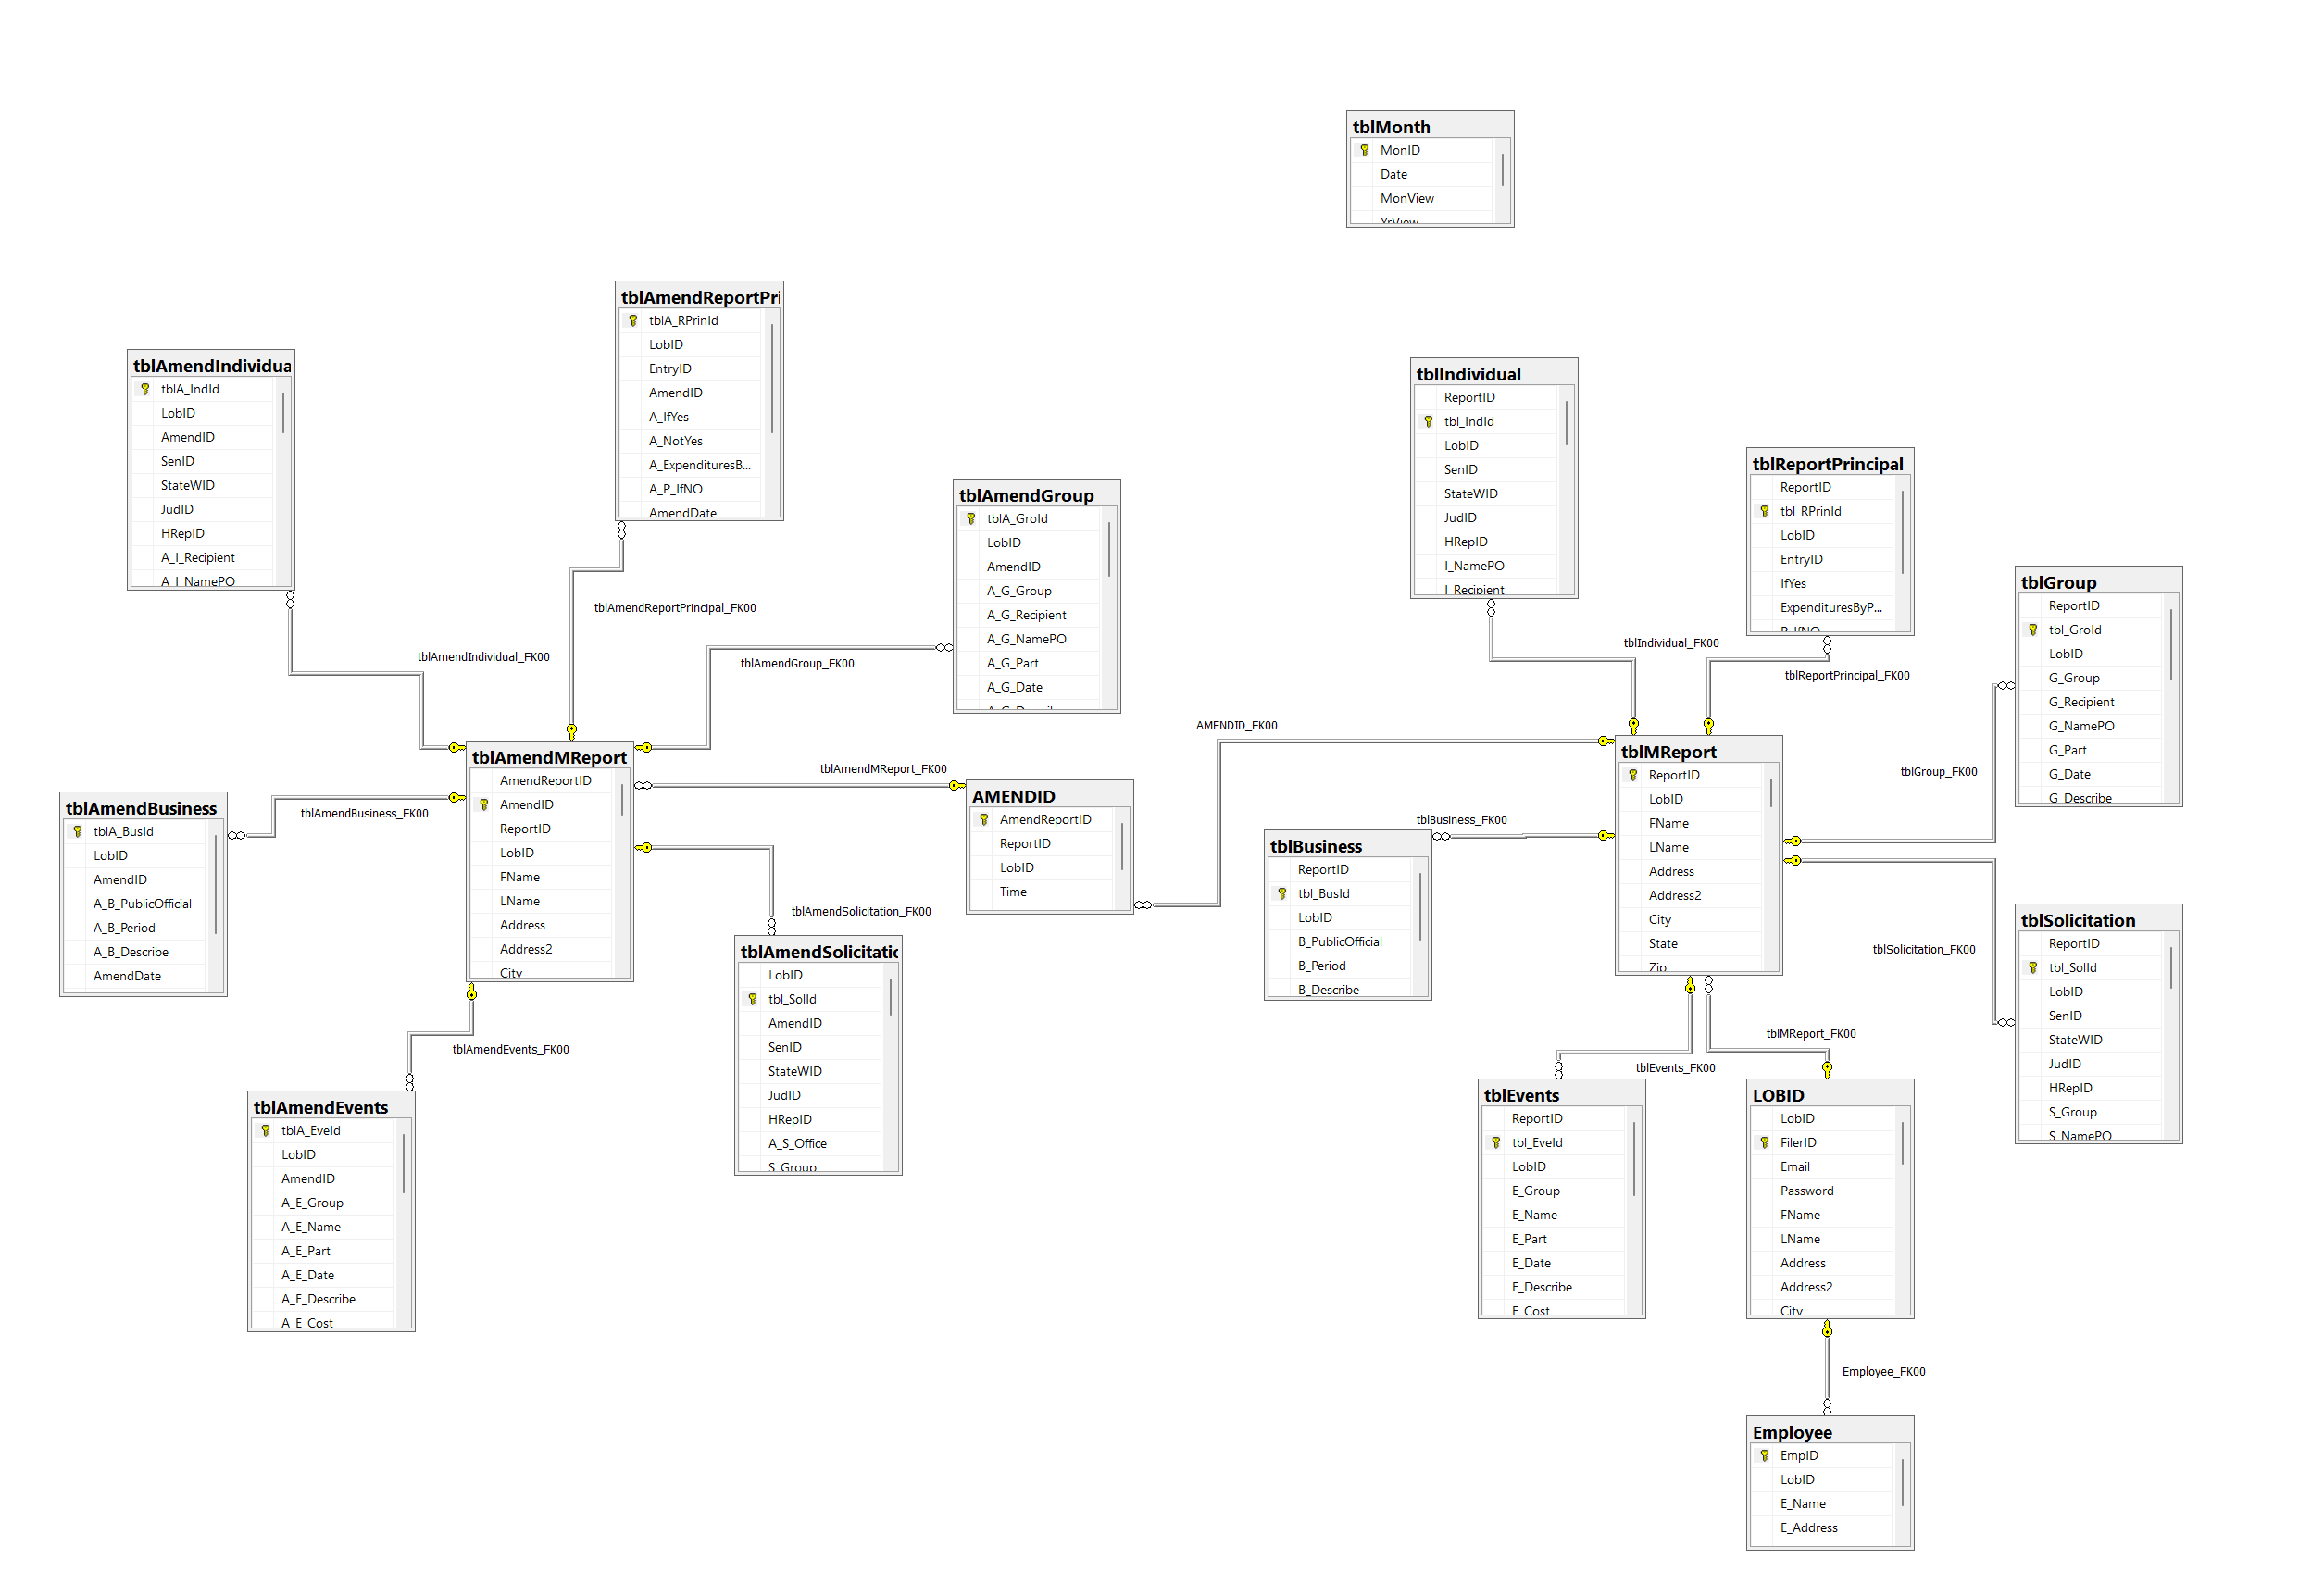 tblMonth
MonID
Date
MonView
YrView
tblAmendReportPri
tblA_RPrinId
LobID
EntryID
AmendID
A_IfYes
A_NotYes
A_ExpendituresB...
A_P_IfNO
AmendDate
tblAmendIndividua
tblA_IndId
LobID
AmendID
SenID
StateWID
JudID
HRepID
A_I_Recipient
A_I_NamePO
tblIndividual
ReportID
tbl_IndId
LobID
SenID
StateWID
JudID
HRepID
I_NamePO
I_Recipient
tblReportPrincipal
ReportID
tbl_RPrinId
LobID
EntryID
IfYes
ExpendituresByP...
P_IfNO
tblAmendGroup
tblA_GroId
LobID
AmendID
A_G_Group
A_G_Recipient
A_G_NamePO
A_G_Part
A_G_Date
A_G_Describe
tblGroup
ReportID
tbl_GroId
LobID
G_Group
G_Recipient
G_NamePO
G_Part
G_Date
G_Describe
tblAmendReportPrincipal_FK00
tblAmendIndividual_FK00
tblAmendGroup_FK00
tblIndividual_FK00
tblReportPrincipal_FK00
AMENDID_FK00
tblAmendMReport_FK00
tblGroup_FK00
tblAmendMReport
AmendReportID
AmendID
ReportID
LobID
FName
LName
Address
Address2
City
tblMReport
ReportID
LobID
FName
LName
Address
Address2
City
State
Zip
AMENDID
AmendReportID
ReportID
LobID
Time
tblAmendBusiness
tblA_BusId
LobID
AmendID
A_B_PublicOfficial
A_B_Period
A_B_Describe
AmendDate
tblAmendBusiness_FK00
tblBusiness_FK00
tblBusiness
ReportID
tbl_BusId
LobID
B_PublicOfficial
B_Period
B_Describe
tblAmendSolicitation_FK00
tblSolicitation_FK00
tblAmendSolicitatio
LobID
tbl_SolId
AmendID
SenID
StateWID
JudID
HRepID
A_S_Office
S_Group
tblSolicitation
ReportID
tbl_SolId
LobID
SenID
StateWID
JudID
HRepID
S_Group
S_NamePO
tblAmendEvents_FK00
tblMReport_FK00
tblEvents_FK00
tblAmendEvents
tblA_EveId
LobID
AmendID
A_E_Group
A_E_Name
A_E_Part
A_E_Date
A_E_Describe
A_E_Cost
tblEvents
ReportID
tbl_EveId
LobID
E_Group
E_Name
E_Part
E_Date
E_Describe
E_Cost
LOBID
LobID
FilerID
Email
Password
FName
LName
Address
Address2
City
Employee_FK00
Employee
EmpID
LobID
E_Name
E_Address